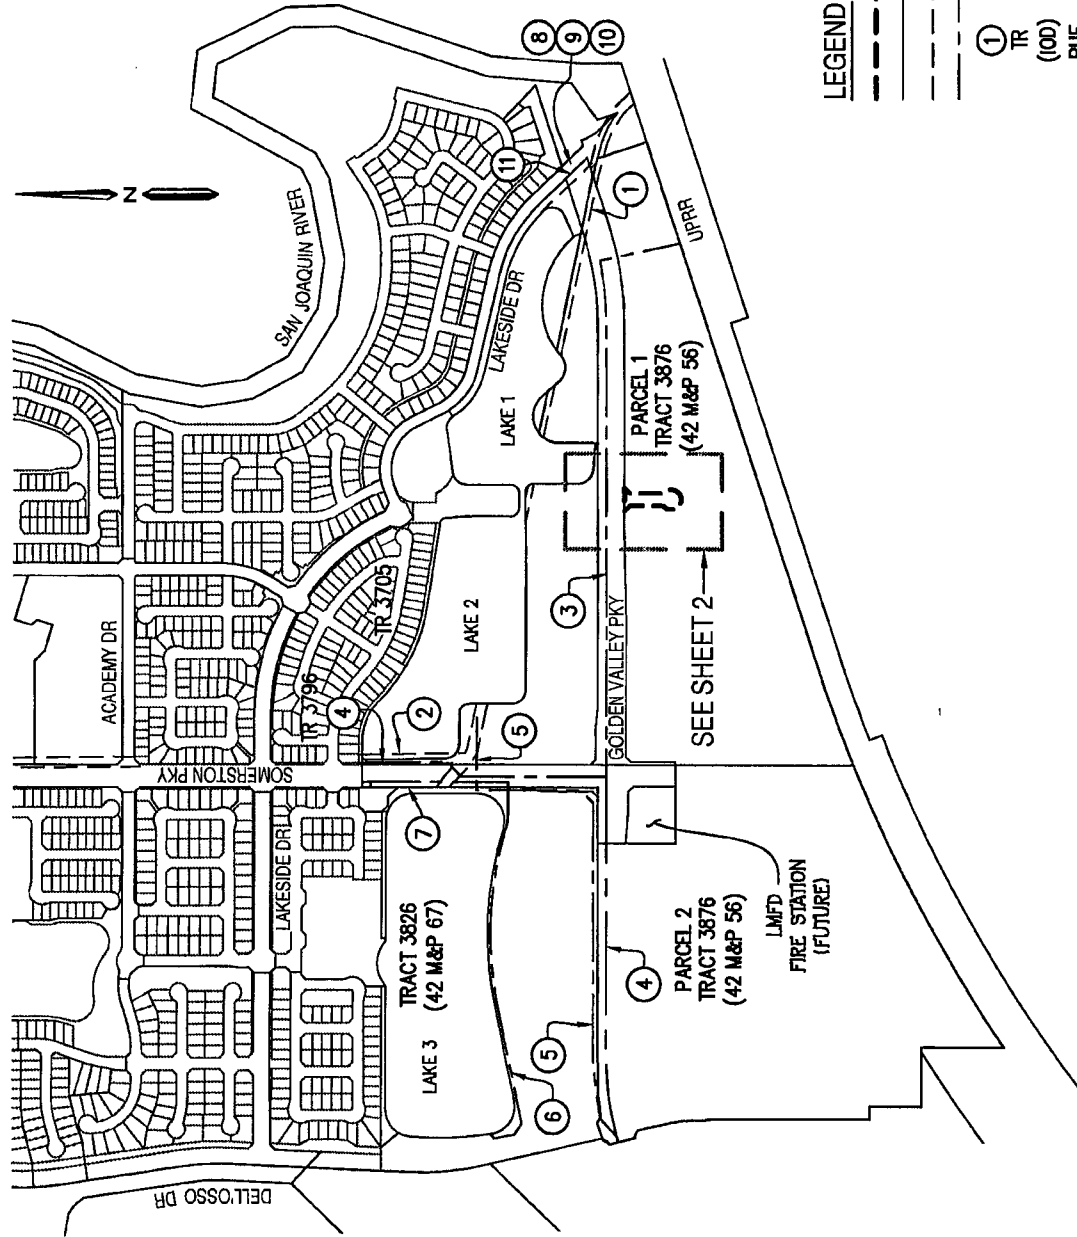 LEGEND
1
TR
(IOD)
PUE
8
9
10
11
1
N
SAN JOAQUIN RIVER
UPRR
LAKESIDE DR
LAKE 1
PARCEL 1
TRACT 3876
(42 M&P 56)
ACADEMY DR
TR 3705
TR 3796
LAKE 2
3
GOLDEN VALLEY PKY
SEE SHEET 2
4
2
5
SOMERSTON PKY
7
LAKESIDE DR
TRACT 3826
(42 M&P 67)
LAKE 3
LMFD
FIRE STATION
(FUTURE)
PARCEL 2
TRACT 3876
(42 M&P 56)
4
5
6
DELL'OSSO DR